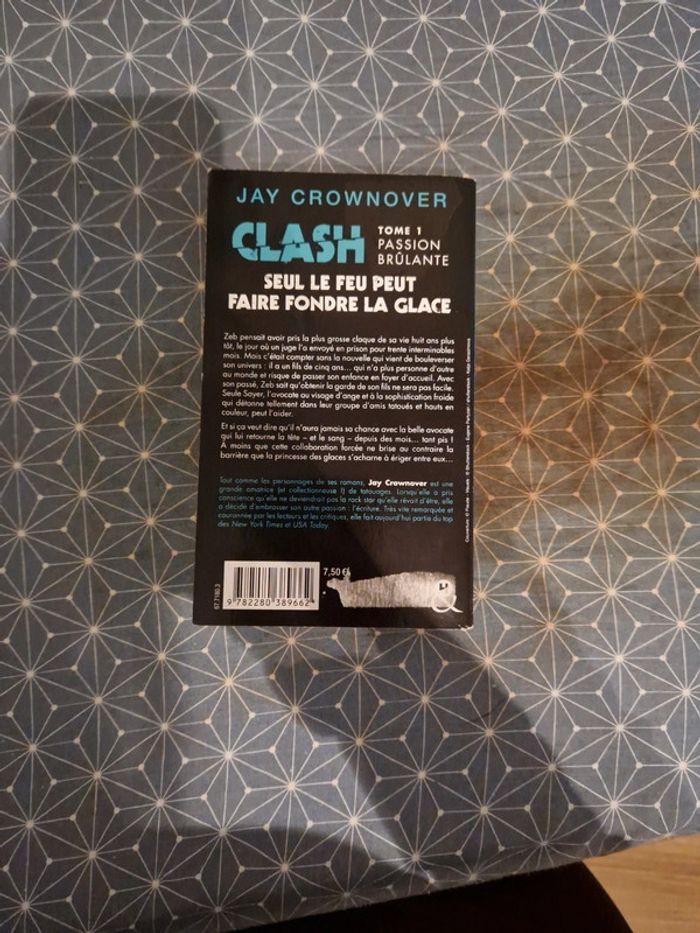 JAY CROWNOVER
CLASH
TOME 1
PASSION
BRÛLANTE
SEUL LE FEU PEUT
FAIRE FONDRE LA GLACE
Zeb pensait avoir pris la plus grosse claque de sa vie huit ans plus
tôt, le jour où un juge l'a envoyé en prison pour trente interminables
mois. Mais c'était compter sans la nouvelle qui vient de bouleverser
son univers : il a un fils de cinq ans... qui n'a plus personne d'autre
au monde et risque de passer son enfance en foyer d'accueil. Avec
son passé, Zeb sait qu'obtenir la garde de son fils ne sera pas facile.
Seule Sayer, l'avocate au visage d'ange et à la sophistication froide
qui détonne tellement dans leur groupe d'amis tatoués et hauts en
couleur, peut l'aider.
Et si ça veut dire qu'il n'aura jamais sa chance avec la belle avocate
qui lui retourne la tête – et le sang – depuis des mois... tant pis !
À moins que cette collaboration forcée ne brise au contraire la
barrière que la princesse des glaces s'acharne à ériger entre eux...
Tout comme les personnages de ses romans, Jay Crownover est une
grande amatrice (et collectionneuse !) de tatouages. Lorsqu'elle a pris
conscience qu'elle ne deviendrait pas la rock star qu'elle rêvait d'être, elle
a décidé d'embrasser son autre passion : l'écriture. Très vite remarquée et
couronnée par les lecteurs et les critiques, elle fait aujourd'hui partie du top
des New York Times et USA Today.
7,50 €
9 782280 389662
67.7180.3